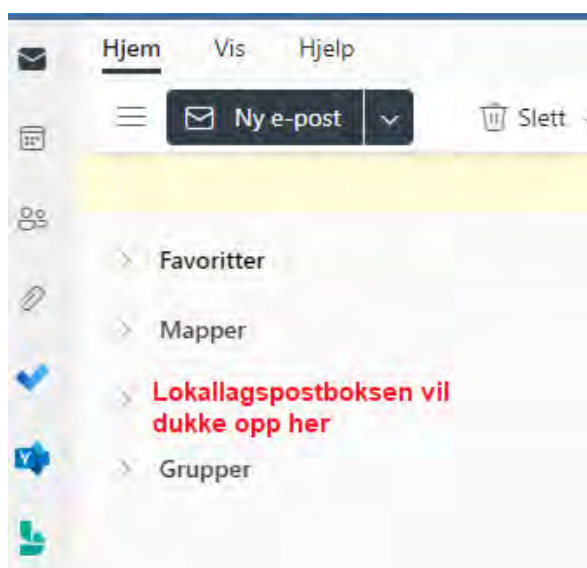 Hjem Vis Hjelp
Ny e-post Slett
Favoritter
Mapper
Lokallagspostboksen vil
dukke opp her
Grupper